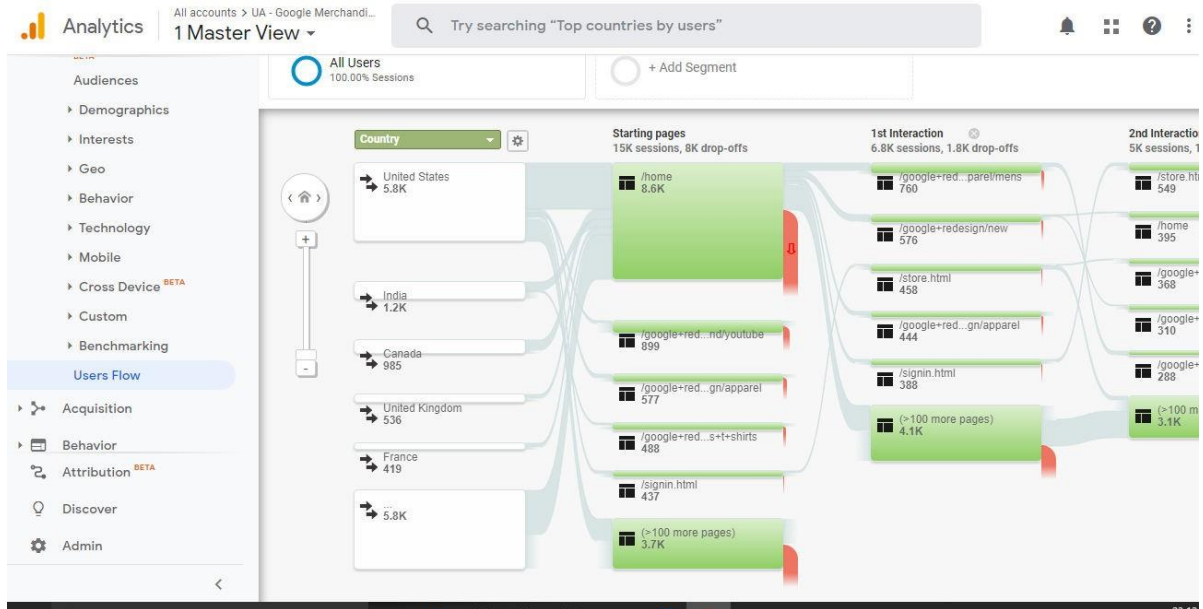 Analytics
All accounts > UA - Google Merchandi...
1 Master View
Try searching "Top countries by users"
BETA
Audiences
Demographics
Interests
Geo
Behavior
Technology
Mobile
Cross Device BETA
Custom
Benchmarking
Users Flow
Acquisition
Behavior
Attribution BETA
Discover
Admin
All Users
100.00% Sessions
+ Add Segment
Country
United States
5.8K
India
1.2K
Canada
985
United Kingdom
536
France
419
...
5.8K
Starting pages
15K sessions, 8K drop-offs
/home
8.6K
/google+red...nd/youtube
899
/google+red...gn/apparel
577
/google+red...s+t+shirts
488
/signin.html
437
(>100 more pages)
3.7K
1st Interaction
6.8K sessions, 1.8K drop-offs
/google+red...parel/mens
760
/google+redesign/new
576
/store.html
458
/google+red...gn/apparel
444
/signin.html
388
(>100 more pages)
4.1K
2nd Interactio
5K sessions, 1
/store.ht
549
/home
395
/google+
368
/google+
310
/google+
288
(>100 m
3.1K